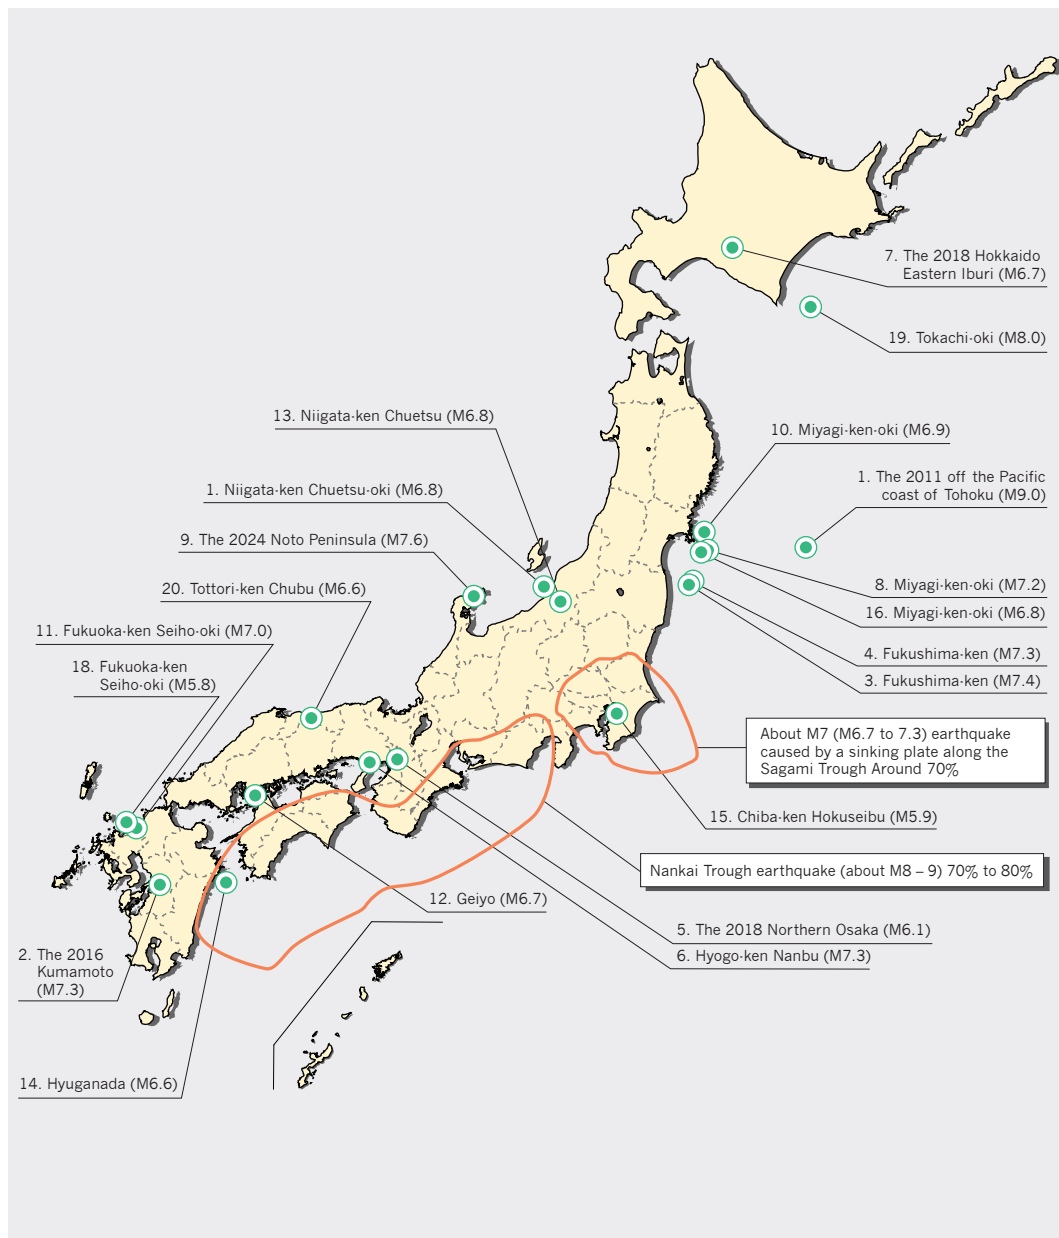 7. The 2018 Hokkaido
Eastern Iburi (M6.7)
19. Tokachi-oki (M8.0)
13. Niigata-ken Chuetsu (M6.8)
10. Miyagi-ken-oki (M6.9)
1. The 2011 off the Pacific
coast of Tohoku (M9.0)
1. Niigata-ken Chuetsu-oki (M6.8)
9. The 2024 Noto Peninsula (M7.6)
20. Tottori-ken Chubu (M6.6)
8. Miyagi-ken-oki (M7.2)
16. Miyagi-ken-oki (M6.8)
11. Fukuoka-ken Seiho-oki (M7.0)
4. Fukushima-ken (M7.3)
18. Fukuoka-ken
Seiho-oki (M5.8)
3. Fukushima-ken (M7.4)
About M7 (M6.7 to 7.3) earthquake
caused by a sinking plate along the
Sagami Trough Around 70%
15. Chiba-ken Hokuseibu (M5.9)
Nankai Trough earthquake (about M8 – 9) 70% to 80%
12. Geiyo (M6.7)
5. The 2018 Northern Osaka (M6.1)
6. Hyogo-ken Nanbu (M7.3)
2. The 2016
Kumamoto
(M7.3)
14. Hyuganada (M6.6)